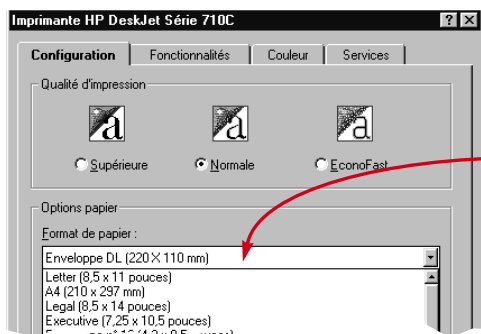 Imprimante HP DeskJet Série 710C
Configuration Fonctionnalités Couleur Services
Qualité d'impression
Supérieure Normale EconoFast
Options papier
Format de papier :
Enveloppe DL (220 X 110 mm)
Letter (8,5 x 11 pouces)
A4 (210 x 297 mm)
Legal (8,5 x 14 pouces)
Executive (7,25 x 10,5 pouces)